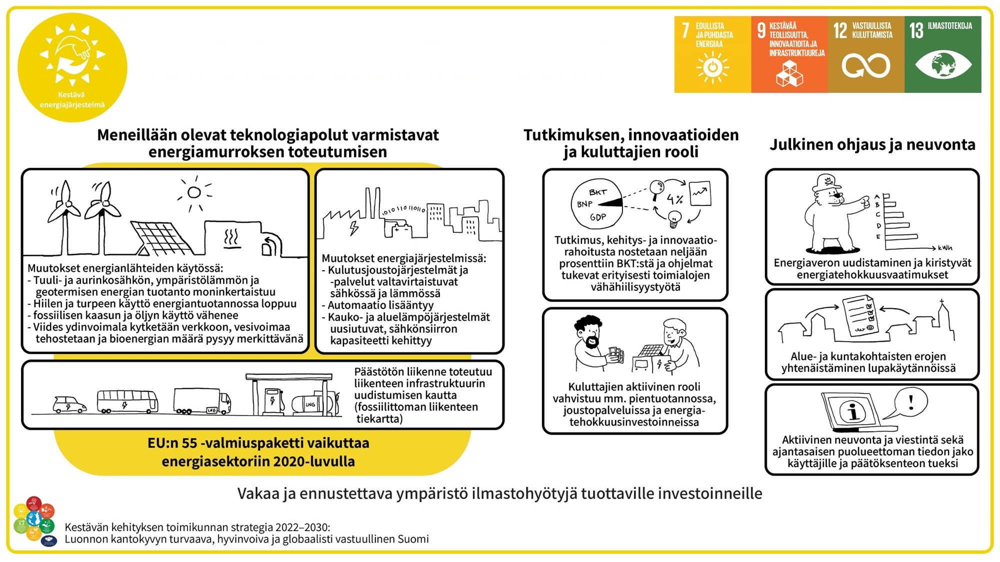 Kestävä
energiajärjestelmä
7 EDULLISTA
JA PUHDASTA
ENERGIAA
9 KESTÄVÄÄ
TEOLLISUUTTA,
INNOVAATIOITA JA
INFRASTRUKTUUREJA
12 VASTUULLISTA
KULUTTAMISTA
13 ILMASTOTEKOJA
Meneillään olevat teknologiapolut varmistavat
energiamurroksen toteutumisen
Muutokset energianlähteiden käytössä:
- Tuuli- ja aurinkosähkön, ympäristölämmön ja
geotermisen energian tuotanto moninkertaistuu
- Hiilen ja turpeen käyttö energiantuotannossa loppuu
- fossiilisen kaasun ja öljyn käyttö vähenee
- Viides ydinvoimala kytketään verkkoon, vesivoimaa
tehostetaan ja bioenergian määrä pysyy merkittävänä
010110110110
Muutokset energiajärjestelmissä:
- Kulutusjoustojärjestelmät ja
-palvelut valtavirtaistuvat
sähkössä ja lämmössä
- Automaatio lisääntyy
- Kauko- ja aluelämpöjärjestelmät
uusiutuvat, sähkönsiirron
kapasiteetti kehittyy
LNG
LNG
Päästötön liikenne toteutuu
liikenteen infrastruktuurin
uudistumisen kautta
(fossiilittoman liikenteen
tiekartta)
EU:n 55 -valmiuspaketti vaikuttaa
energiasektoriin 2020-luvulla
Tutkimuksen, innovaatioiden
ja kuluttajien rooli
BKT
BNP
GDP
4%
Tutkimus, kehitys- ja innovaatio-
rahoitusta nostetaan neljään
prosenttiin BKT:stä ja ohjelmat
tukevat erityisesti toimialojen
vähähiilisyystyötä
Kuluttajien aktiivinen rooli
vahvistuu mm. pientuotannossa,
joustopalveluissa ja energia-
tehokkuusinvestoinneissa
Julkinen ohjaus ja neuvonta
A
B
C
D
E
kWh
Energiaveron uudistaminen ja kiristyvät
energiatehokkuusvaatimukset
Alue- ja kuntakohtaisten erojen
yhtenäistäminen lupakäytännöissä
i
!
Aktiivinen neuvonta ja viestintä sekä
ajantasaisen puolueettoman tiedon jako
käyttäjille ja päätöksenteon tueksi
Vakaa ja ennustettava ympäristö ilmastohyötyjä tuottaville investoinneille
Kestävän kehityksen toimikunnan strategia 2022–2030:
Luonnon kantokyvyn turvaava, hyvinvoiva ja globaalisti vastuullinen Suomi